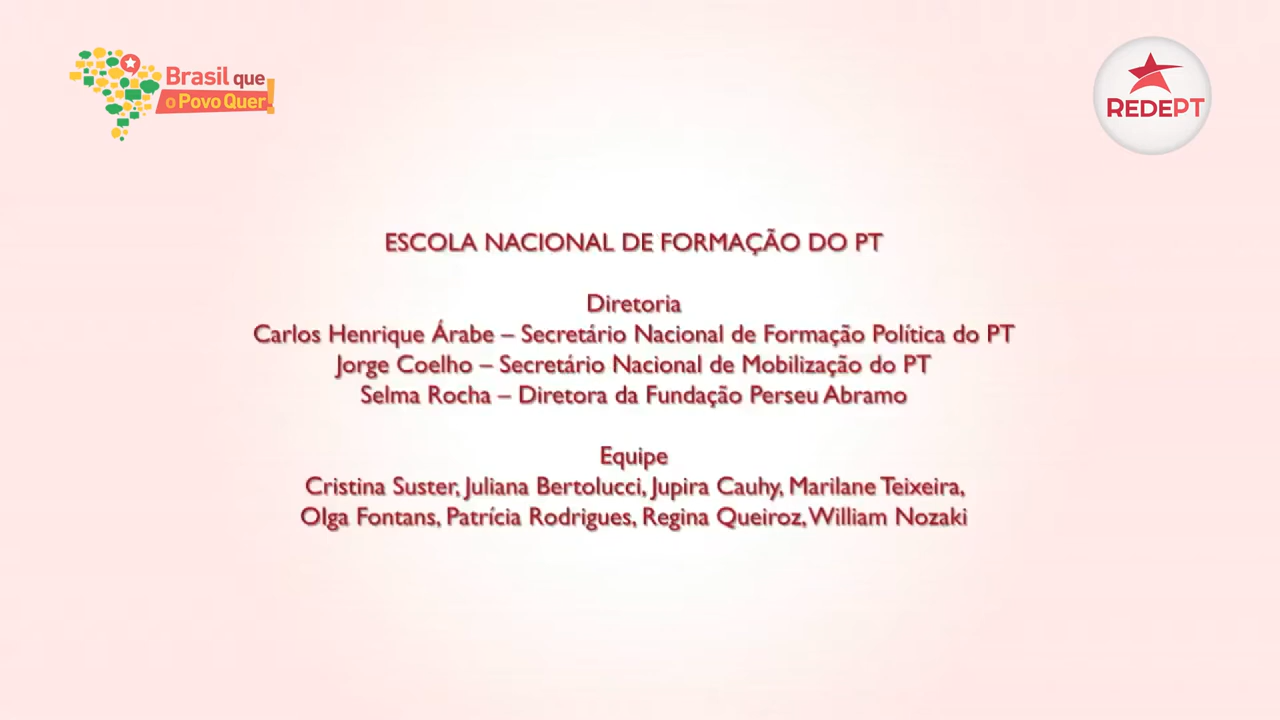 Brasil que
o Povo Quer!
REDEPT
ESCOLA NACIONAL DE FORMAÇÃO DO PT
Diretoria
Carlos Henrique Árabe – Secretário Nacional de Formação Política do PT
Jorge Coelho – Secretário Nacional de Mobilização do PT
Selma Rocha – Diretora da Fundação Perseu Abramo
Equipe
Cristina Suster, Juliana Bertolucci, Jupira Cauhy, Marilane Teixeira,
Olga Fontans, Patrícia Rodrigues, Regina Queiroz, William Nozaki